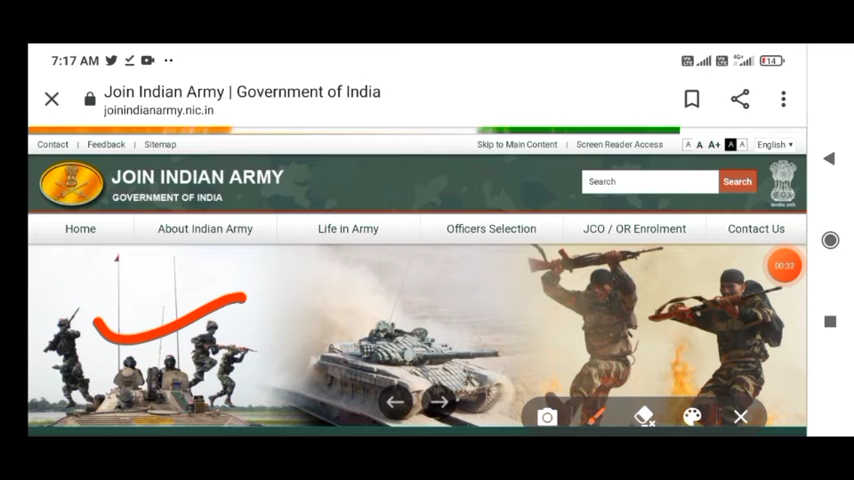 7:17 AM
4G+
14
Join Indian Army | Government of India
joinindianarmy.nic.in
Contact | Feedback | Sitemap
Skip to Main Content | Screen Reader Access
A A A+ A A
English
JOIN INDIAN ARMY
GOVERNMENT OF INDIA
Search
Search
Home
About Indian Army
Life in Army
Officers Selection
JCO / OR Enrolment
Contact Us
00:32